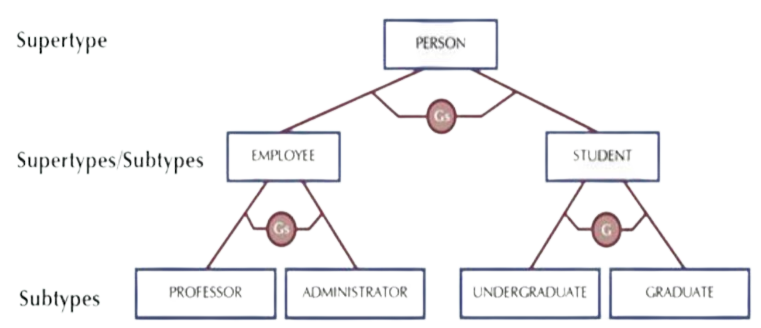 Supertype
PERSON
Gs
Supertypes/Subtypes
EMPLOYEE
STUDENT
Gs
G
Subtypes
PROFESSOR
ADMINISTRATOR
UNDERGRADUATE
GRADUATE